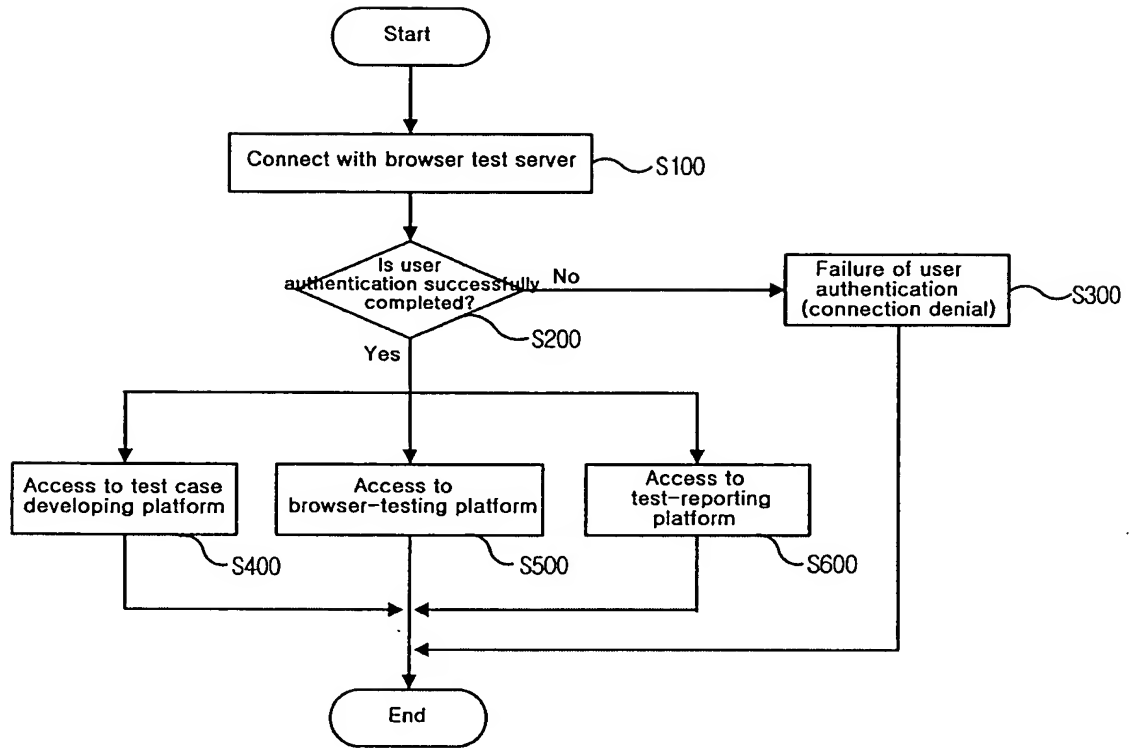 Start
Connect with browser test server
S100
Is user
authentication successfully
completed?
No
S200
Yes
Failure of user
authentication
(connection denial)
S300
Access to test case
developing platform
S400
Access to
browser-testing platform
S500
Access to
test-reporting
platform
S600
End